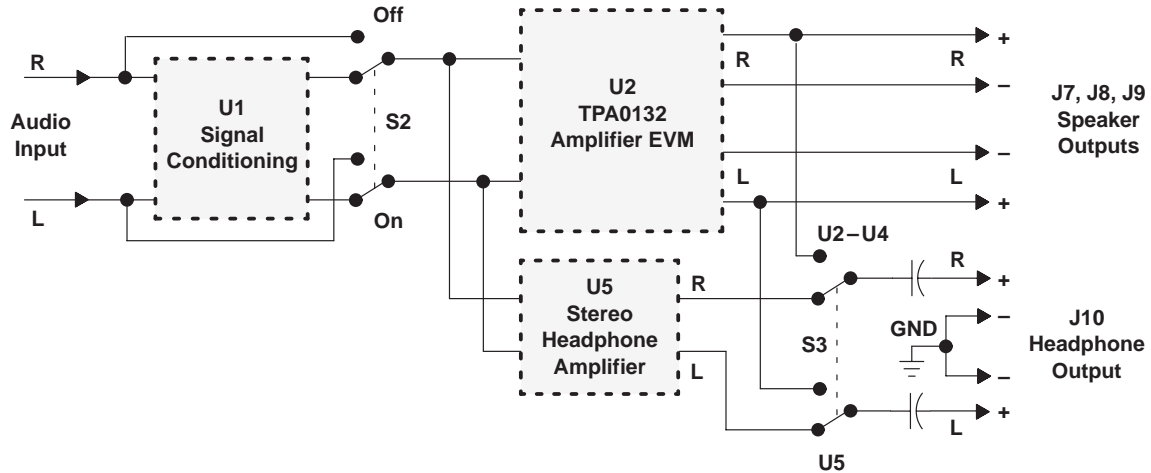 Off
R
R
R
+
–
U2
TPA0132
Amplifier EVM
J7, J8, J9
Speaker
Outputs
U1
Signal
Conditioning
Audio
Input
S2
–
L
L
L
+
On
U2–U4
U5
Stereo
Headphone
Amplifier
R
R
+
–
GND
S3
J10
Headphone
Output
L
–
+
L
U5